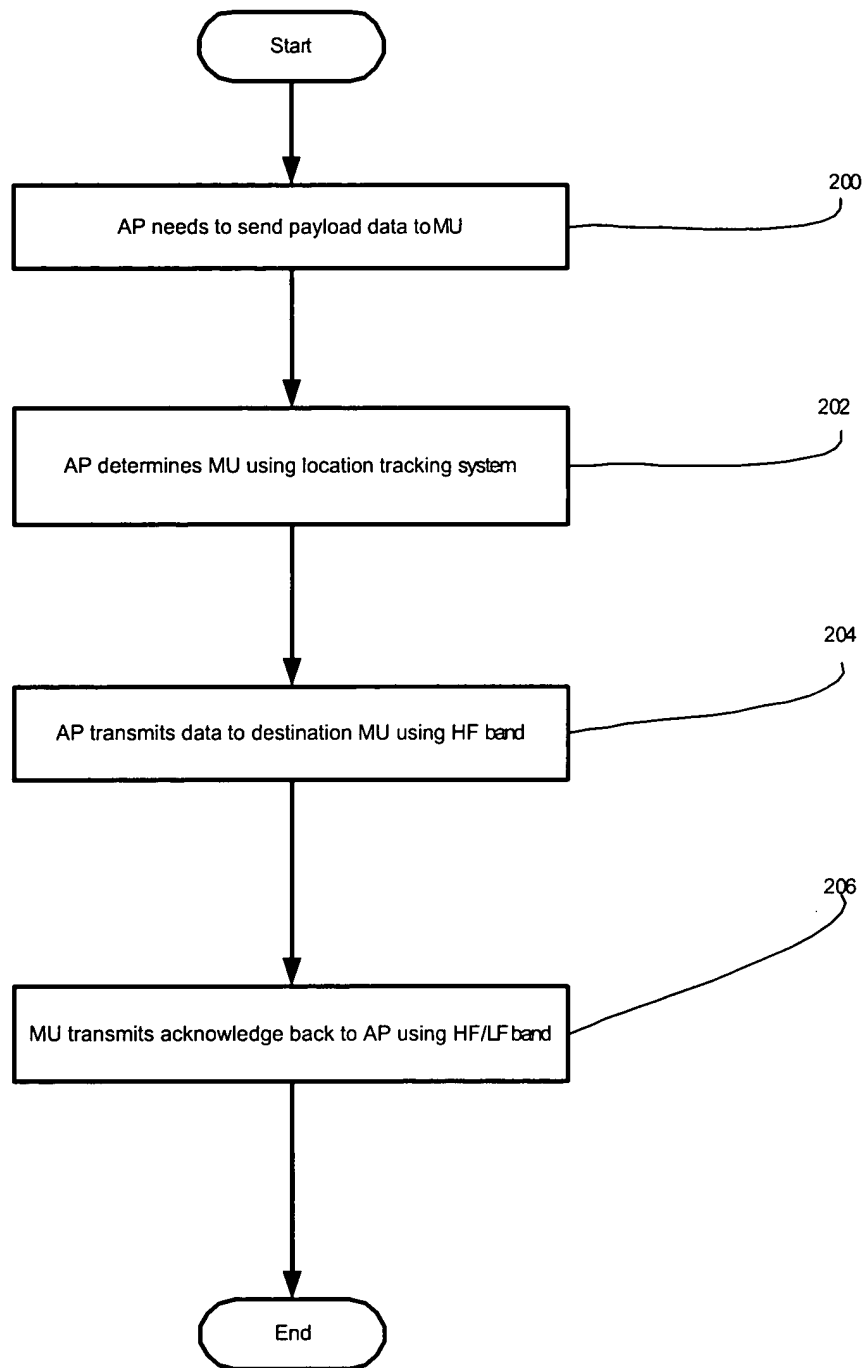 Start
200
AP needs to send payload data to MU
202
AP determines MU using location tracking system
204
AP transmits data to destination MU using HF band
206
MU transmits acknowledge back to AP using HF/LF band
End